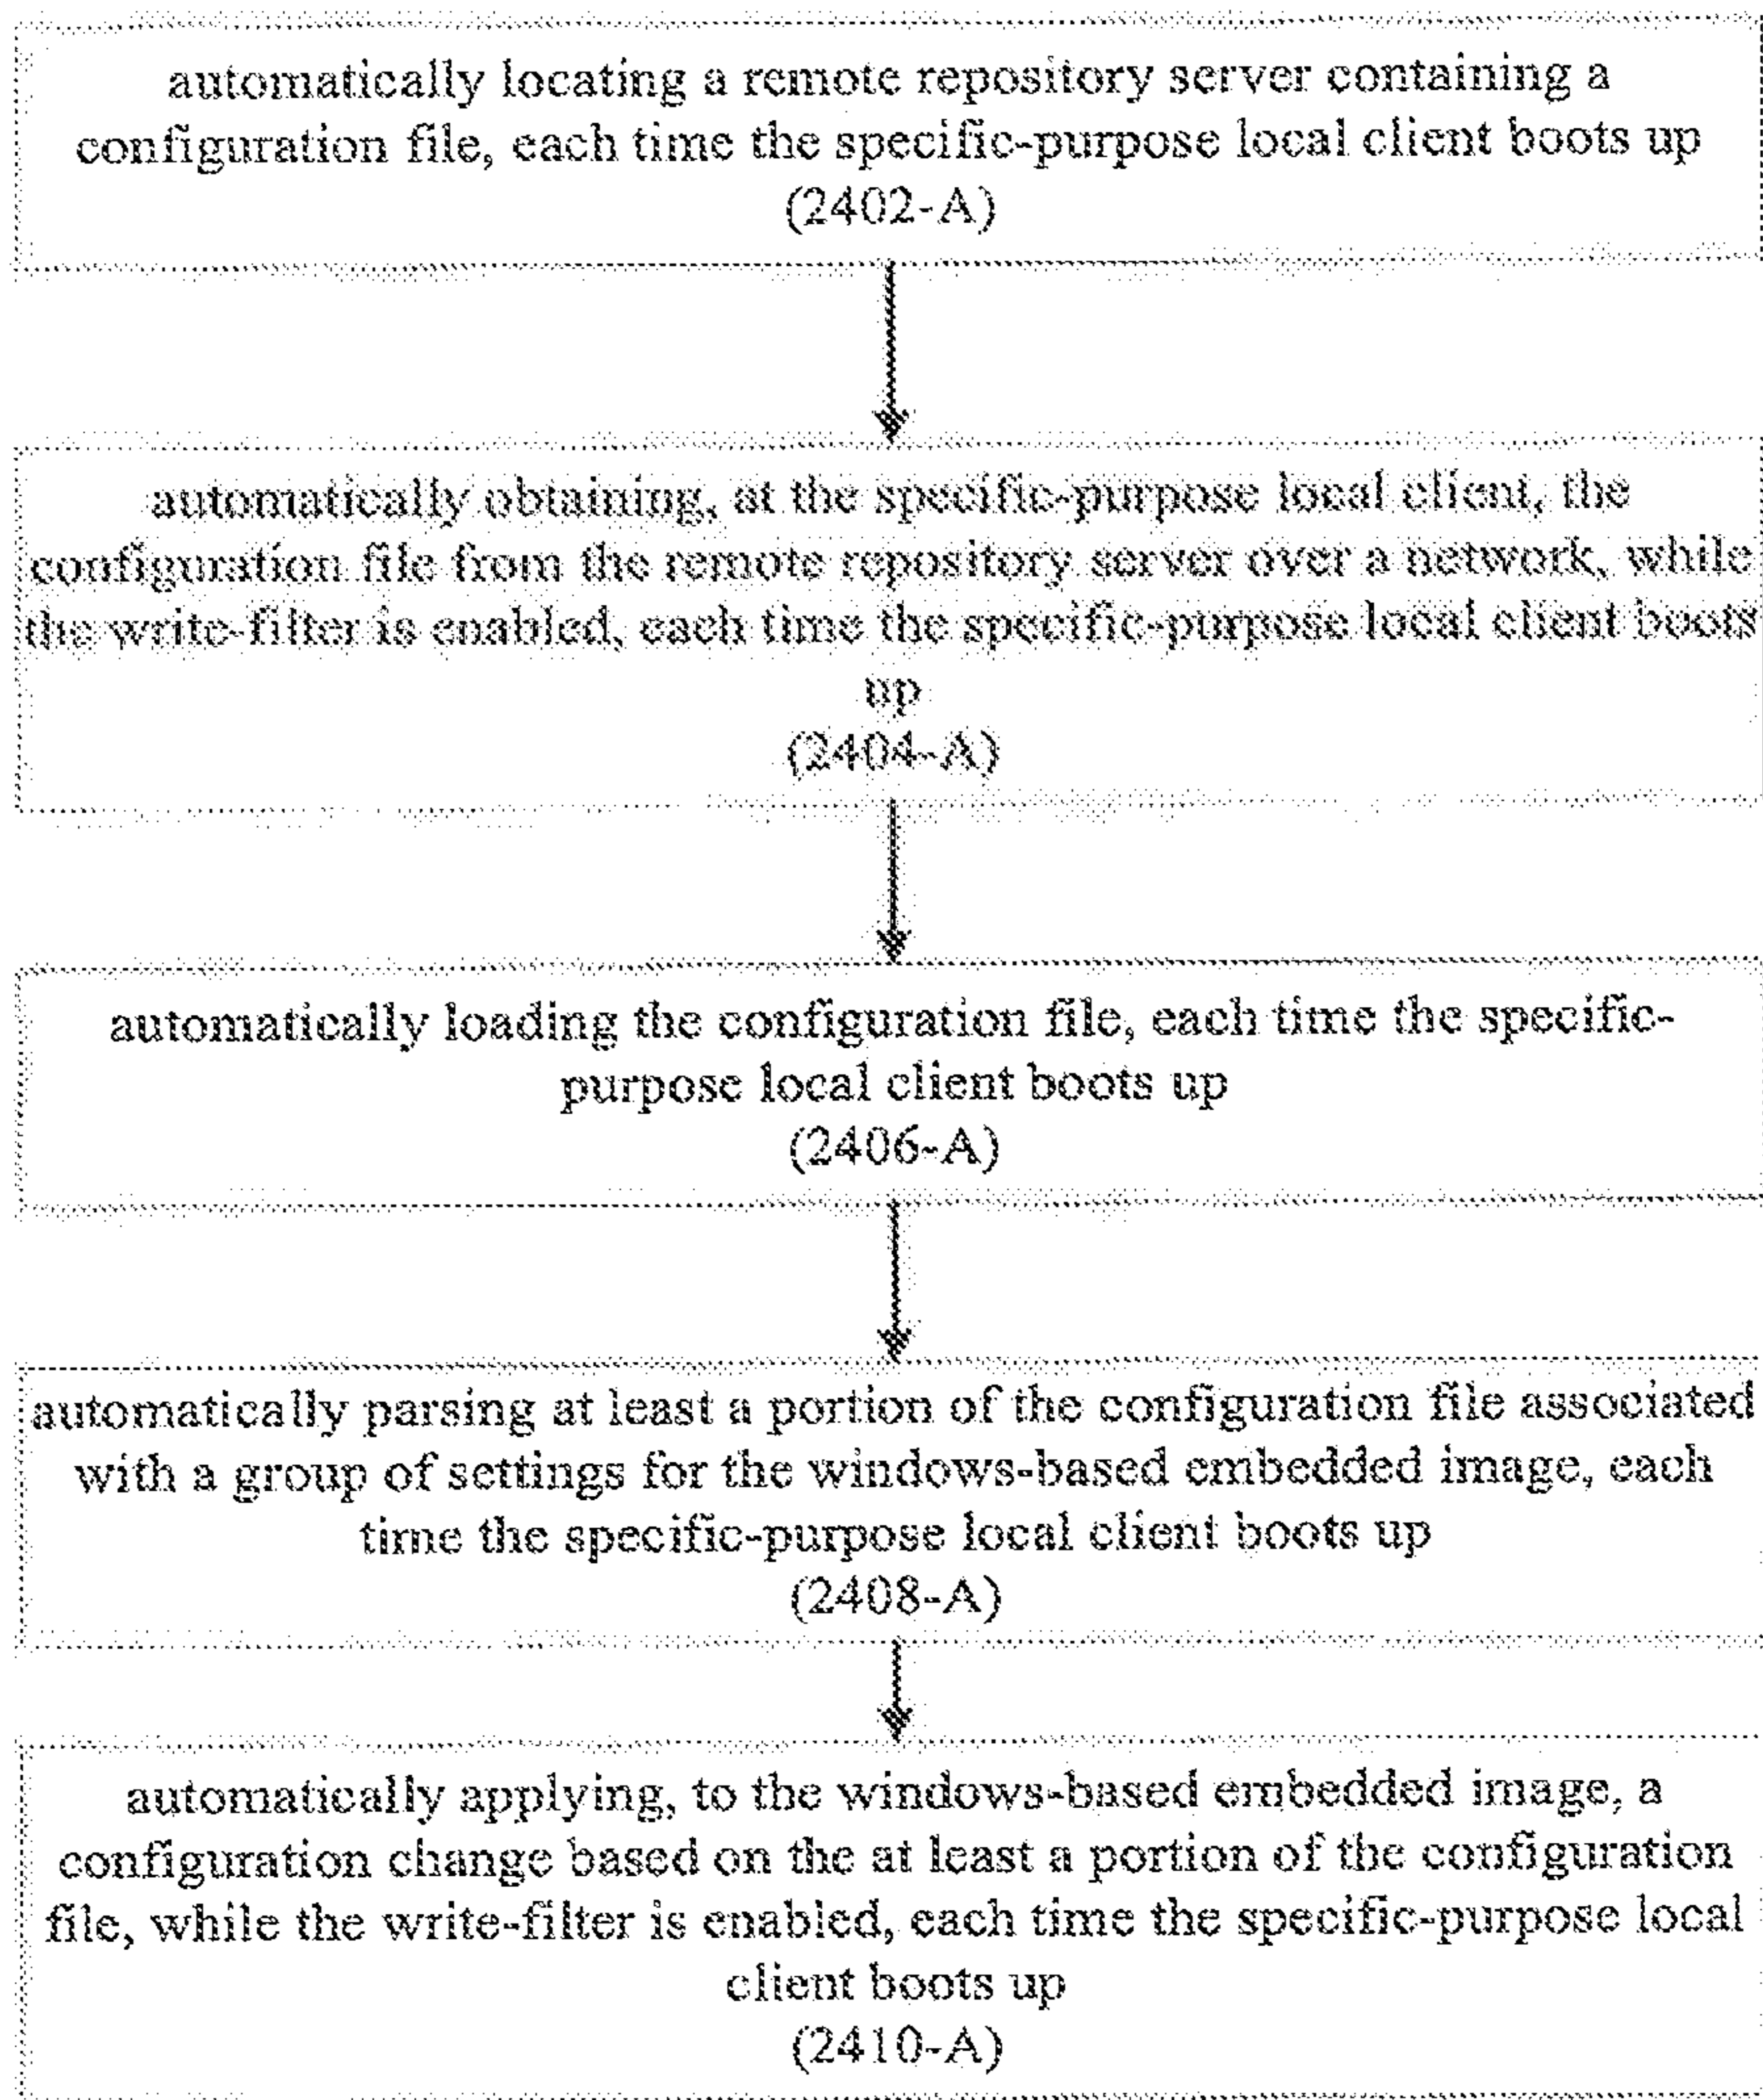 automatically locating a remote repository server containing a
configuration file, each time the specific-purpose local client boots up
(2402-A)
automatically obtaining, at the specific-purpose local client, the
configuration file from the remote repository server over a network, while
the write-filter is enabled, each time the specific-purpose local client boots
up
(2404-A)
automatically loading the configuration file, each time the specific-
purpose local client boots up
(2406-A)
automatically parsing at least a portion of the configuration file associated
with a group of settings for the windows-based embedded image, each
time the specific-purpose local client boots up
(2408-A)
automatically applying, to the windows-based embedded image, a
configuration change based on the at least a portion of the configuration
file, while the write-filter is enabled, each time the specific-purpose local
client boots up
(2410-A)